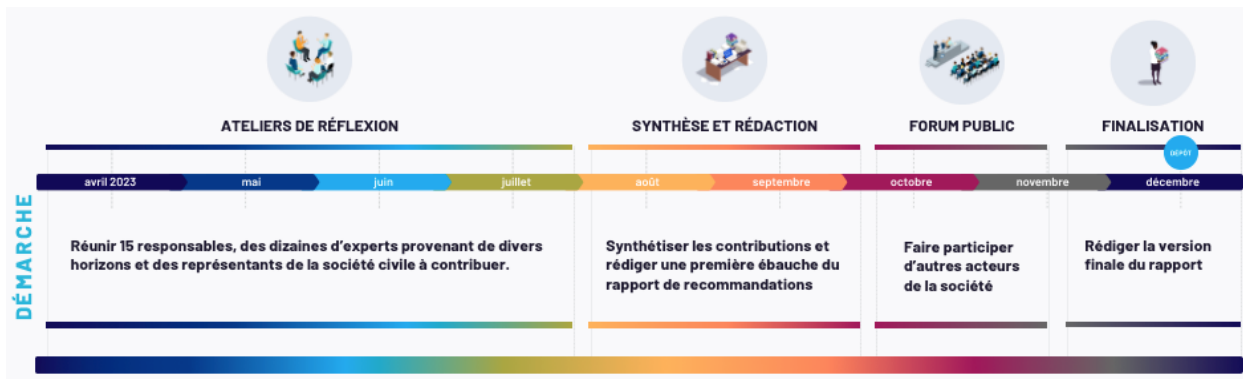 DÉMARCHE
ATELIERS DE RÉFLEXION
SYNTHÈSE ET RÉDACTION
FORUM PUBLIC
FINALISATION
DÉPÔT
avril 2023
mai
juin
juillet
août
septembre
octobre
novembre
décembre
Réunir 15 responsables, des dizaines d'experts provenant de divers
horizons et des représentants de la société civile à contribuer.
Synthétiser les contributions et
rédiger une première ébauche du
rapport de recommandations
Faire participer
d'autres acteurs
de la société
Rédiger la version
finale du rapport